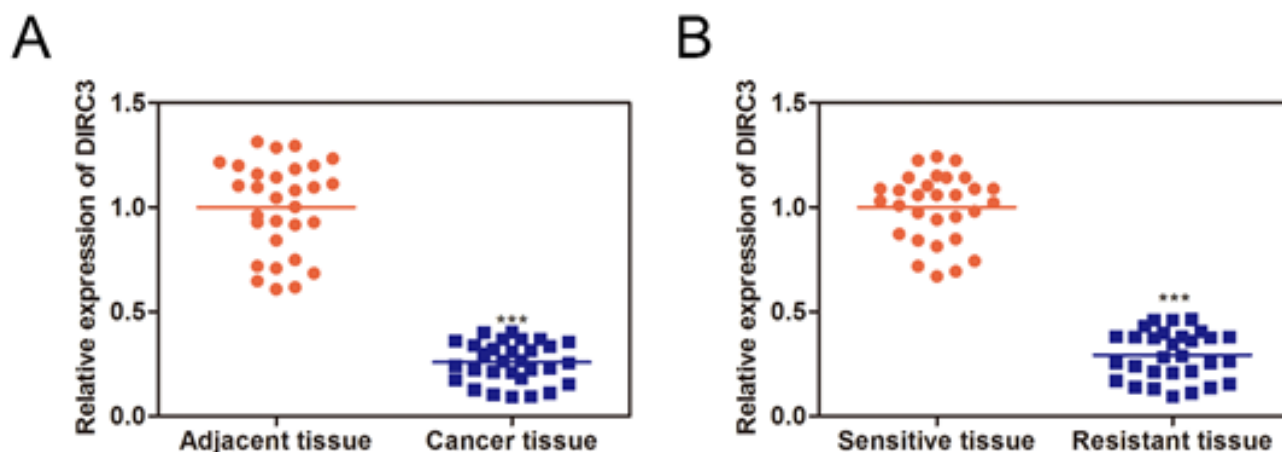 A
B
Relative expression of DIRC3
1.5
1.0
0.5
0.0
***
Adjacent tissue
Cancer tissue
Relative expression of DIRC3
1.5
1.0
0.5
0.0
***
Sensitive tissue
Resistant tissue